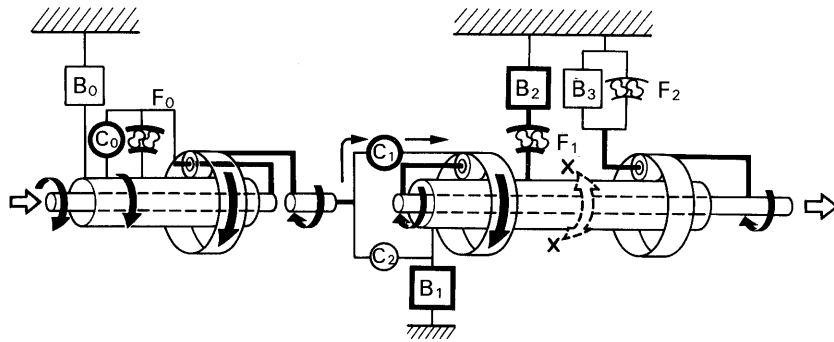 B₀
F₀
C₀
C₁
C₂
B₁
B₂
F₁
B₃
F₂
X
X